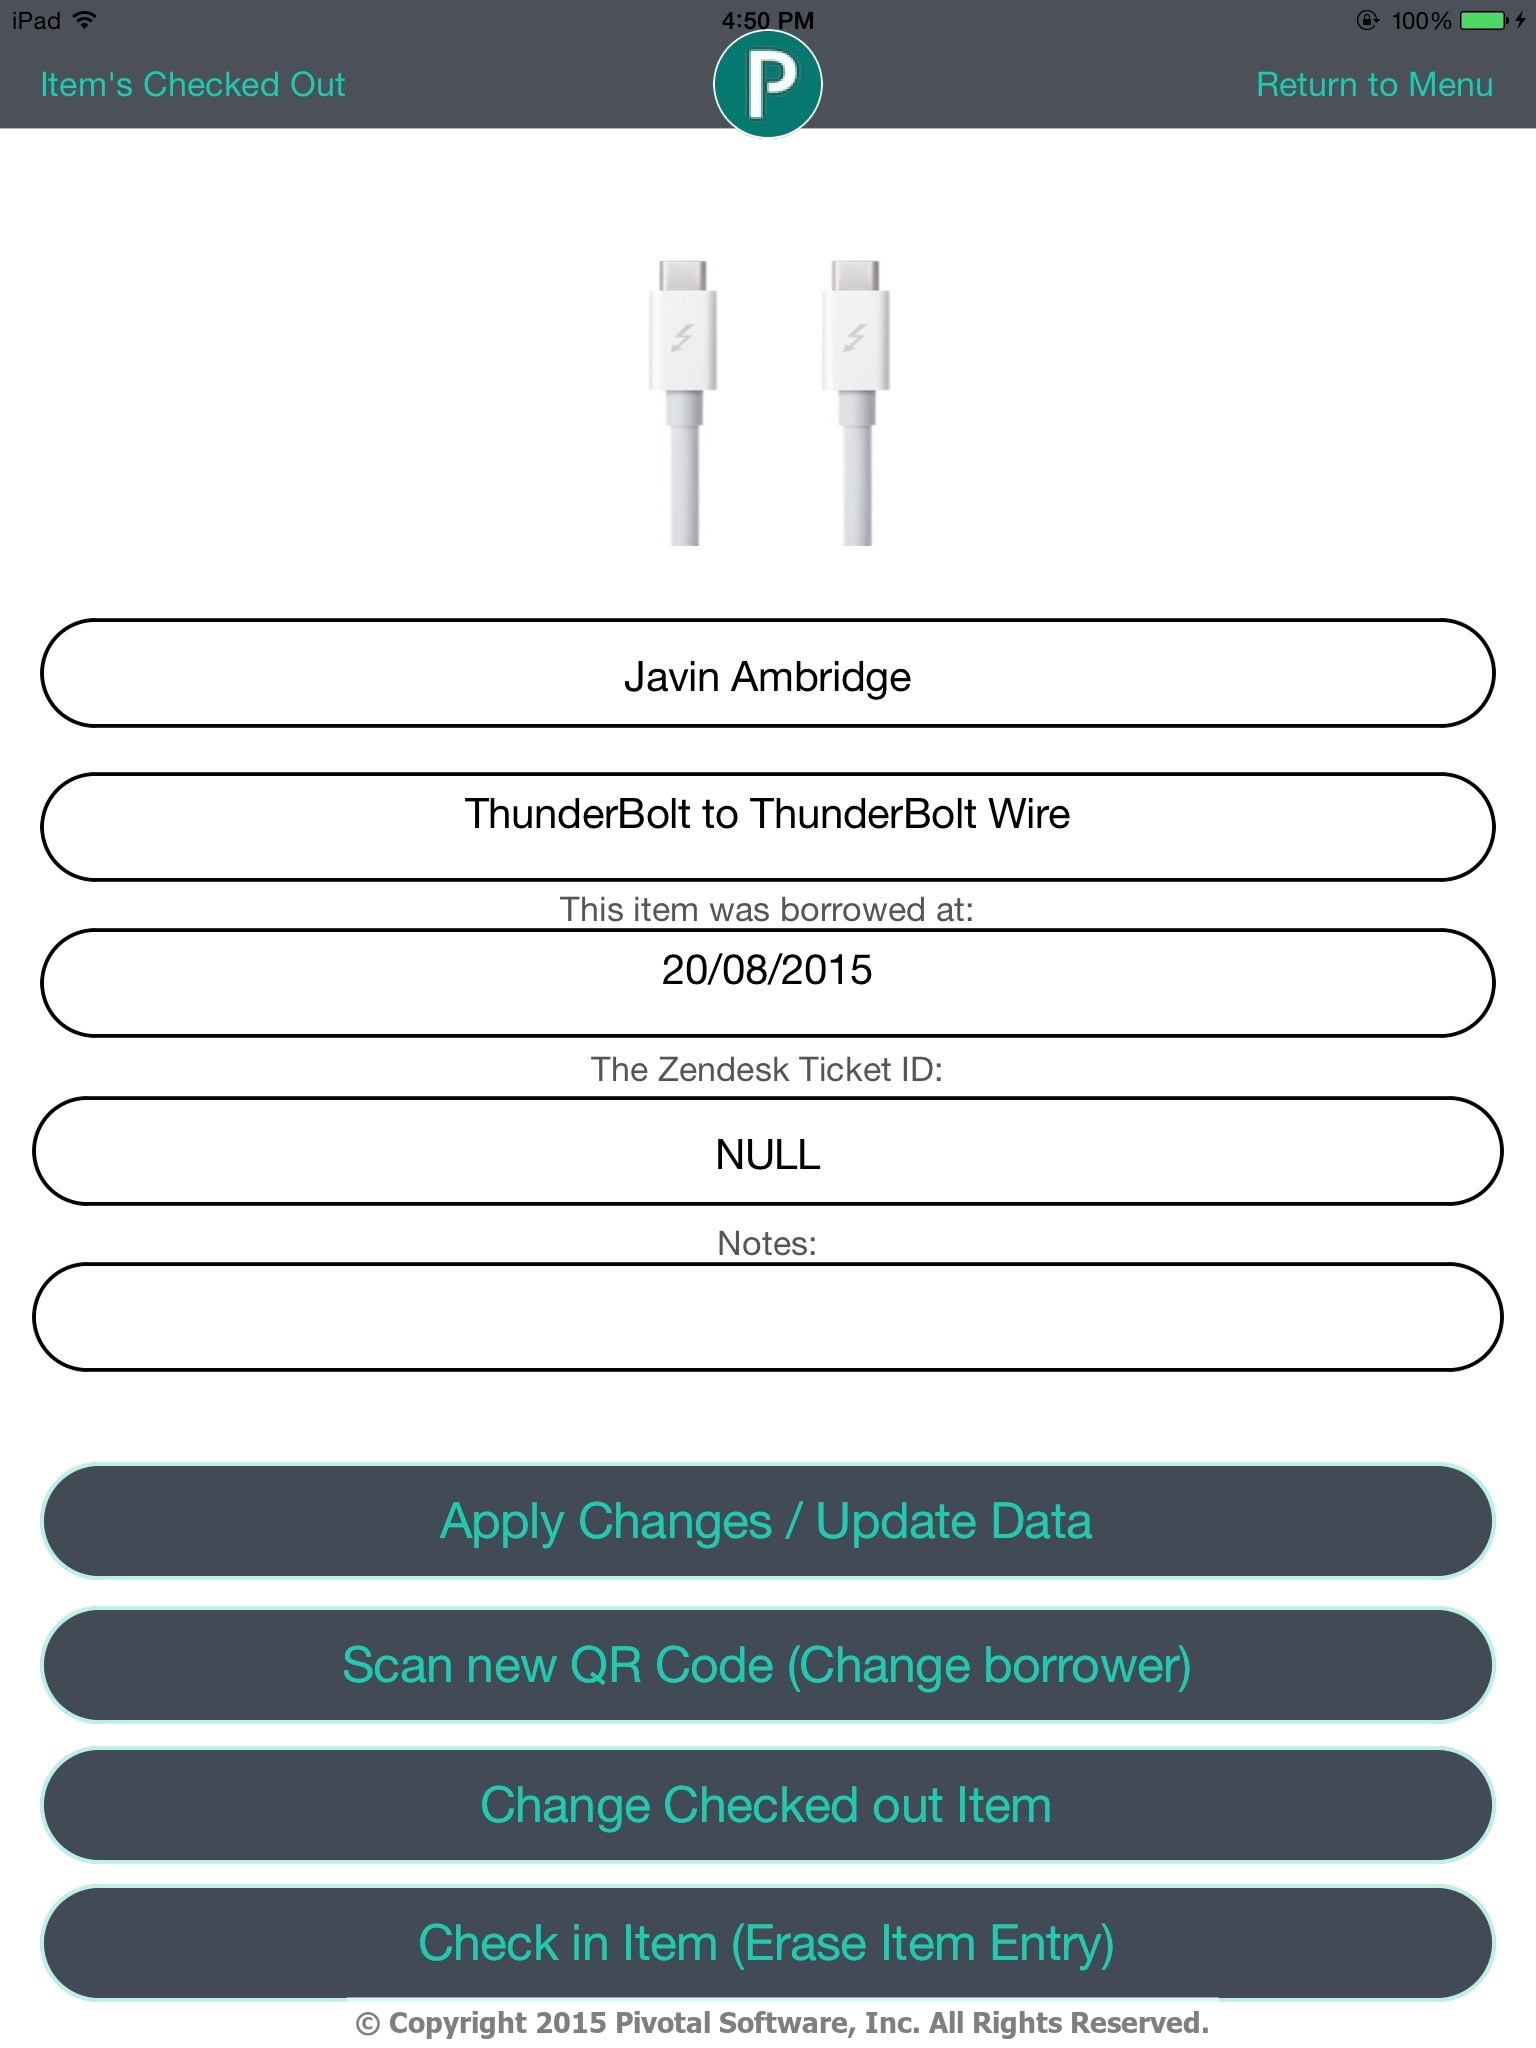 iPad 4:50 PM 100%
Item's Checked Out P Return to Menu
Javin Ambridge
ThunderBolt to ThunderBolt Wire
This item was borrowed at:
20/08/2015
The Zendesk Ticket ID:
NULL
Notes:
Apply Changes / Update Data
Scan new QR Code (Change borrower)
Change Checked out Item
Check in Item (Erase Item Entry)
© Copyright 2015 Pivotal Software, Inc. All Rights Reserved.